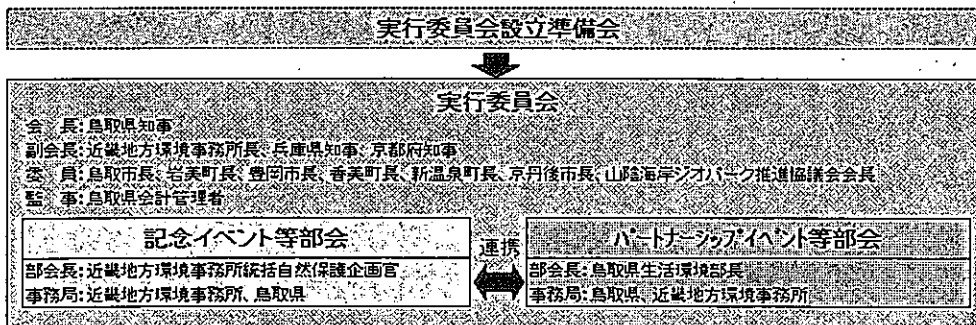 実行委員会設立準備会
実行委員会
会　長：鳥取県知事
副会長：近畿地方環境事務所長、兵庫県知事、京都府知事
委　員：鳥取市長、岩美町長、豊岡市長、香美町長、新温泉町長、京丹後市長、山陰海岸ジオパーク推進協議会会長
監　事：鳥取県会計管理者
記念イベント等部会
部会長：近畿地方環境事務所統括自然保護企画官
事務局：近畿地方環境事務所、鳥取県
連携
パートナーシップイベント等部会
部会長：鳥取県生活環境部長
事務局：鳥取県、近畿地方環境事務所